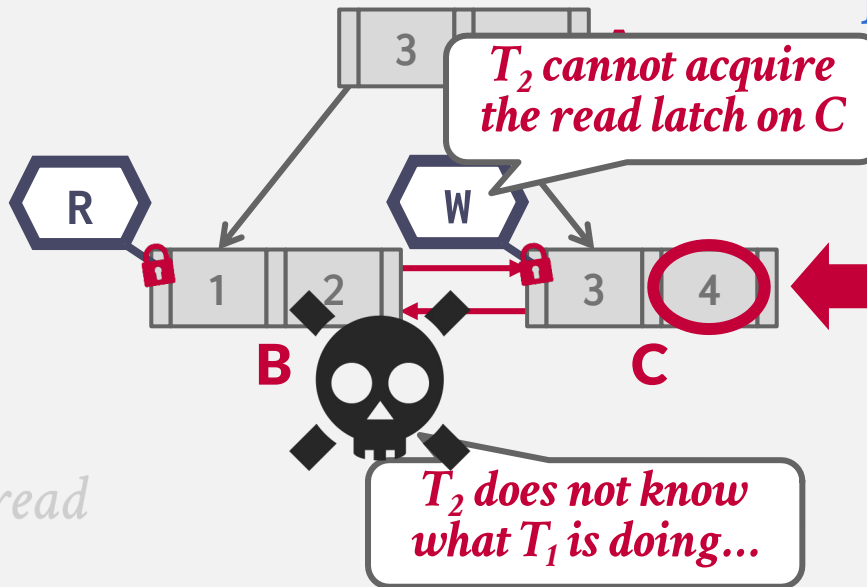 3
T₂ cannot acquire
the read latch on C
R
W
1 2
3 4
B
C
read
T₂ does not know
what T₁ is doing...